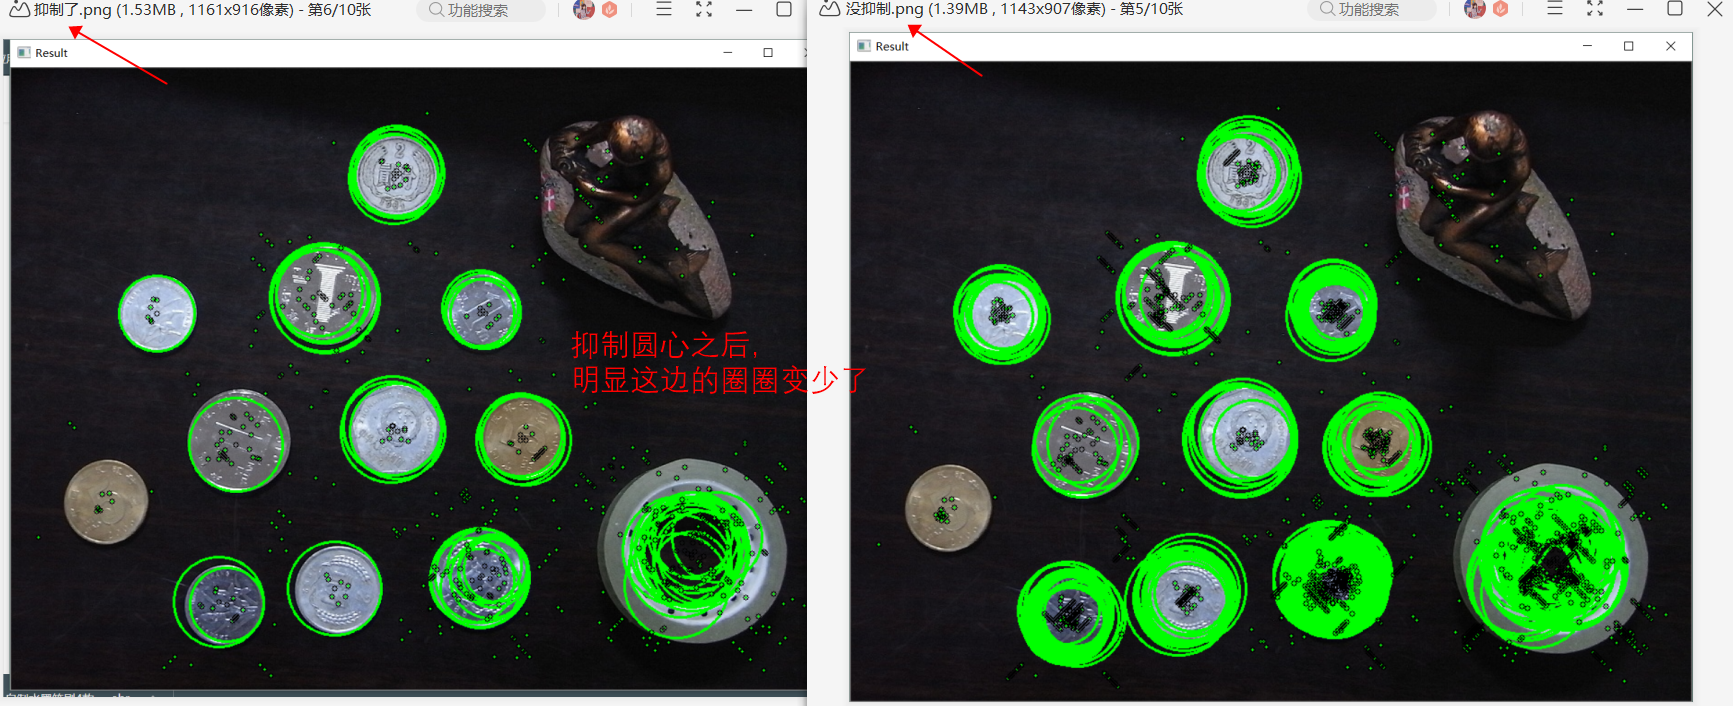 抑制了.png (1.53MB , 1161x916像素) - 第6/10张
功能搜索
没抑制.png (1.39MB , 1143x907像素) - 第5/10张
功能搜索
Result
Result
抑制圆心之后,
明显这边的圈圈变少了